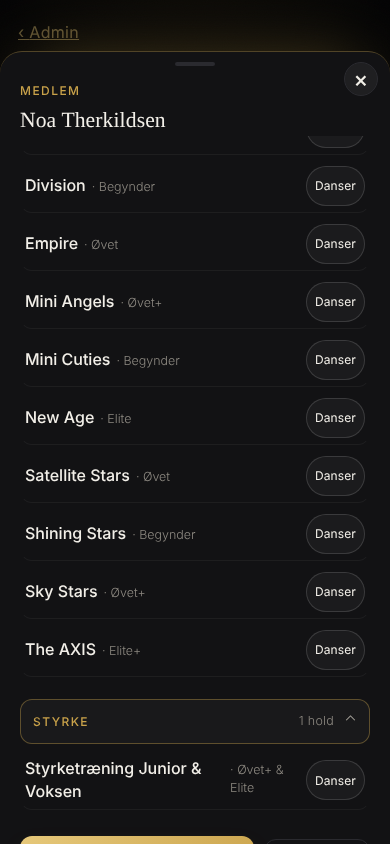 ‹ Admin
MEDLEM
Noa Therkildsen
Division · Begynder Danser
Empire · Øvet Danser
Mini Angels · Øvet+ Danser
Mini Cuties · Begynder Danser
New Age · Elite Danser
Satellite Stars · Øvet Danser
Shining Stars · Begynder Danser
Sky Stars · Øvet+ Danser
The AXIS · Elite+ Danser
STYRKE 1 hold
Styrketræning Junior & · Øvet+ & Danser
Voksen Elite